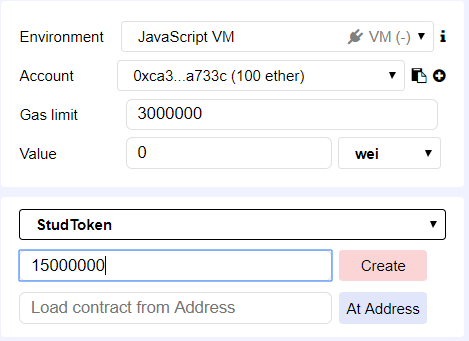 Environment JavaScript VM VM (-) i
Account 0xca3...a733c (100 ether)
Gas limit 3000000
Value 0 wei
StudToken
15000000 Create
Load contract from Address At Address